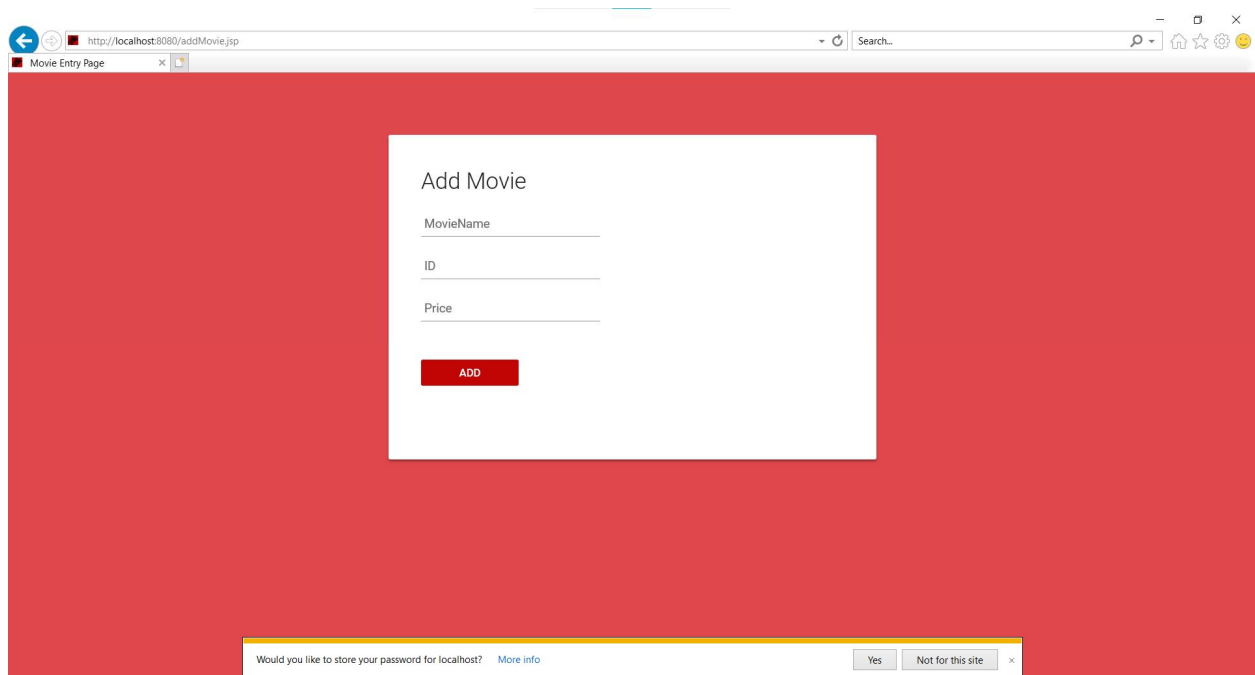 http://localhost:8080/addMovie.jsp
Search...
Movie Entry Page
Add Movie
MovieName
ID
Price
ADD
Would you like to store your password for localhost? More info
Yes
Not for this site